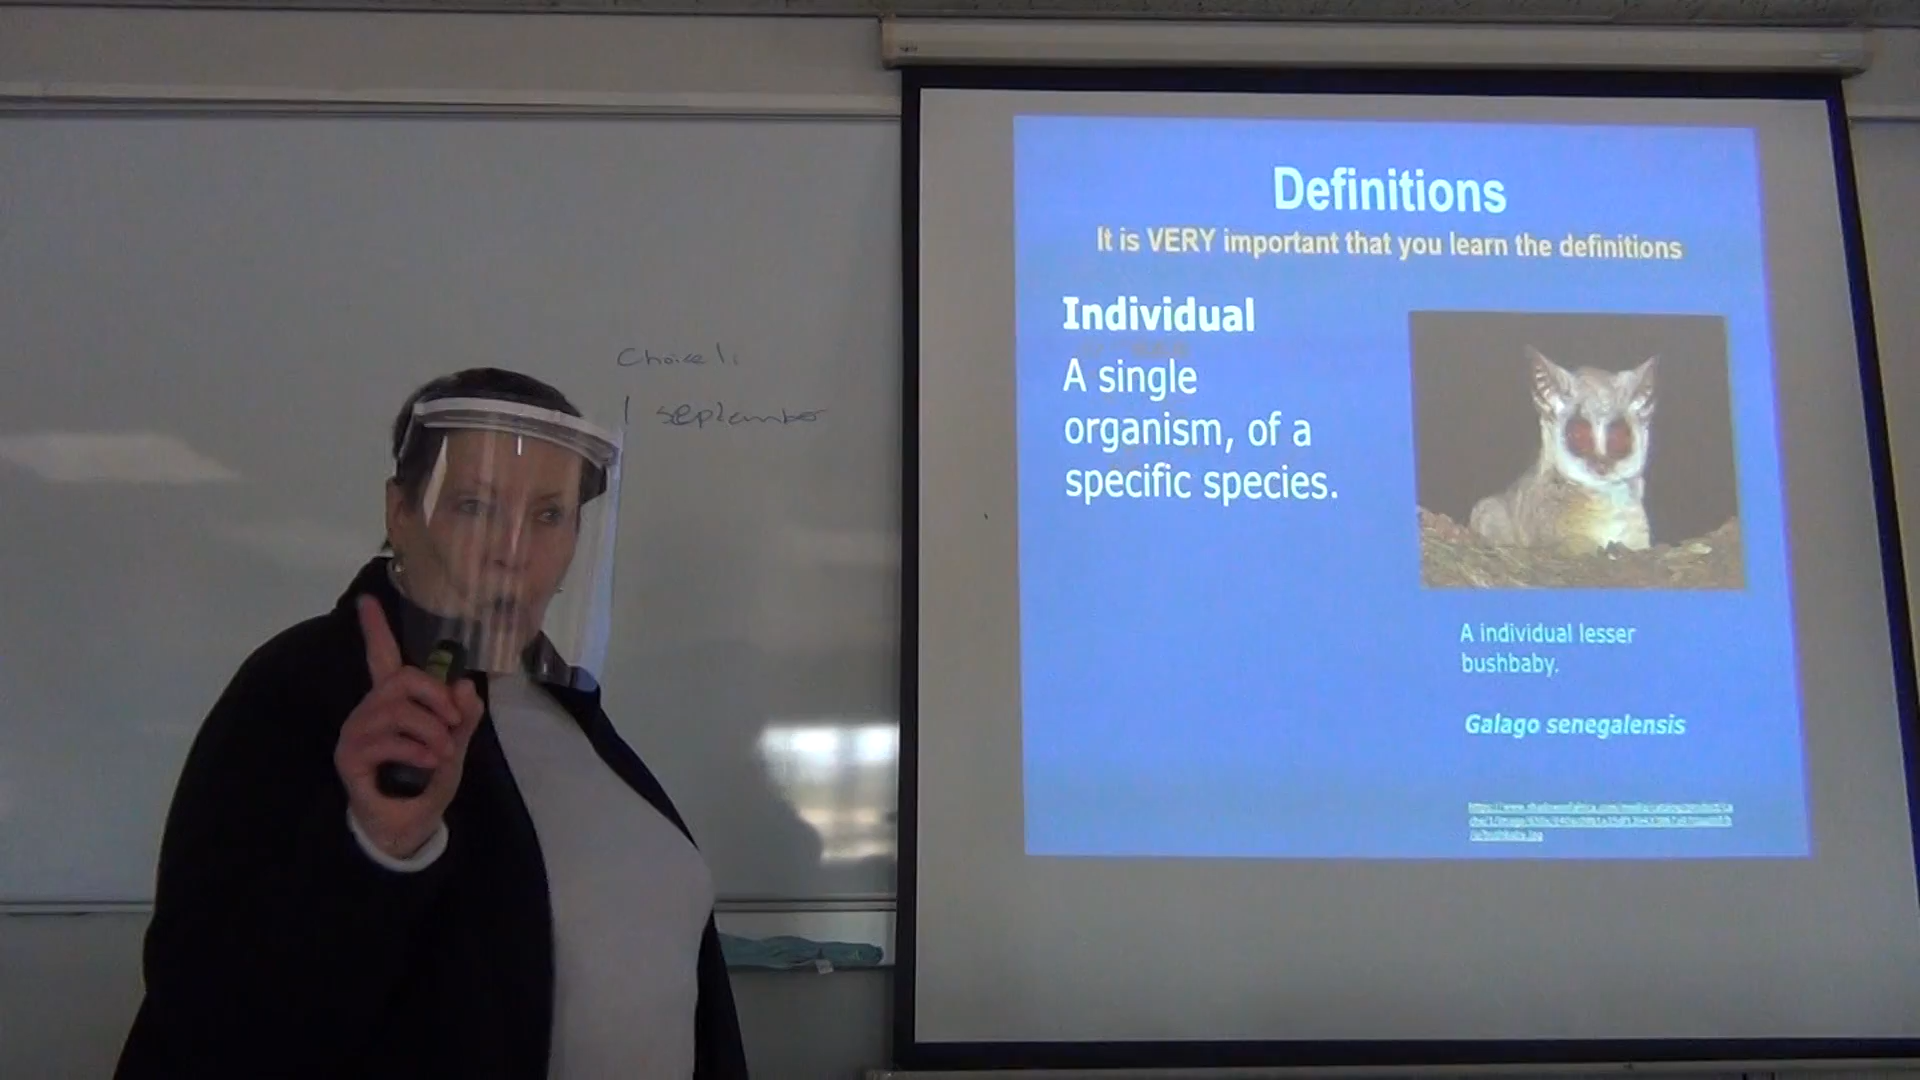 Choice 1:
1 september
Definitions
It is VERY important that you learn the definitions
Individual
A single
organism, of a
specific species.
A individual lesser
bushbaby.
Galago senegalensis